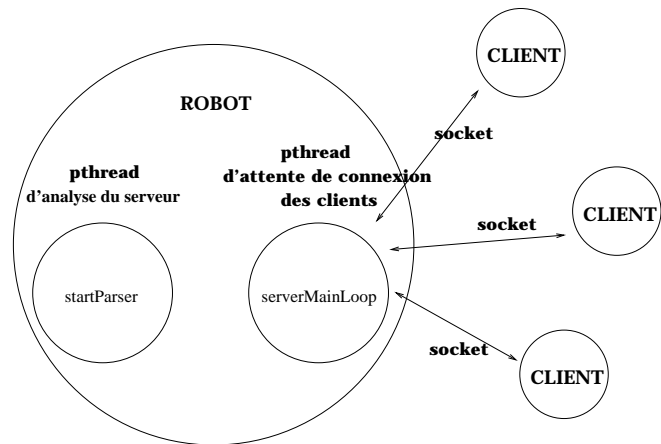 CLIENT
ROBOT
socket
pthread
d'analyse du serveur
pthread
d'attente de connexion
des clients
socket
CLIENT
startParser
serverMainLoop
socket
CLIENT